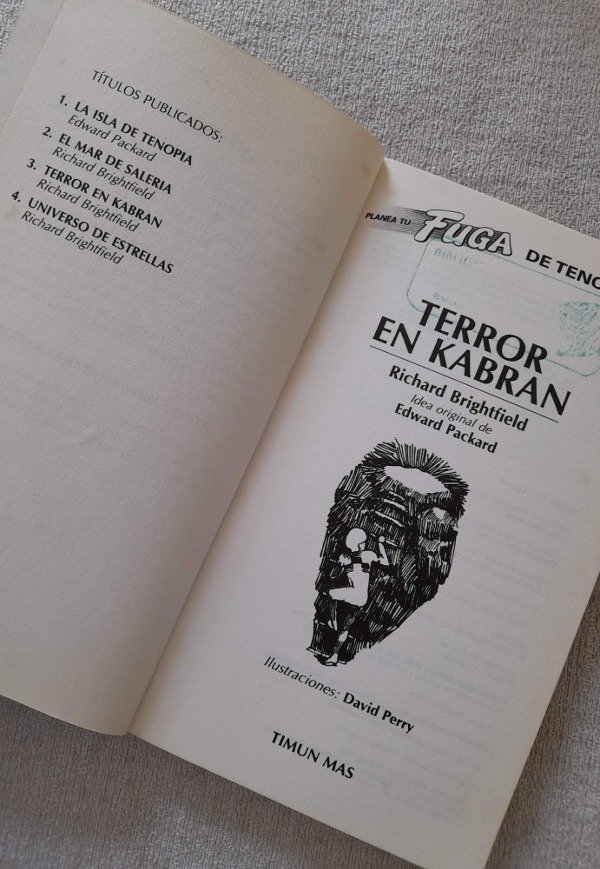 TÍTULOS PUBLICADOS:
1. LA ISLA DE TENOPIA
Edward Packard
2. EL MAR DE SALERIA
Richard Brightfield
3. TERROR EN KABRAN
Richard Brightfield
4. UNIVERSO DE ESTRELLAS
Richard Brightfield
PLANEA TU FUGA DE TENO
TERROR
EN KABRAN
Richard Brightfield
Idea original de
Edward Packard
Ilustraciones: David Perry
TIMUN MAS